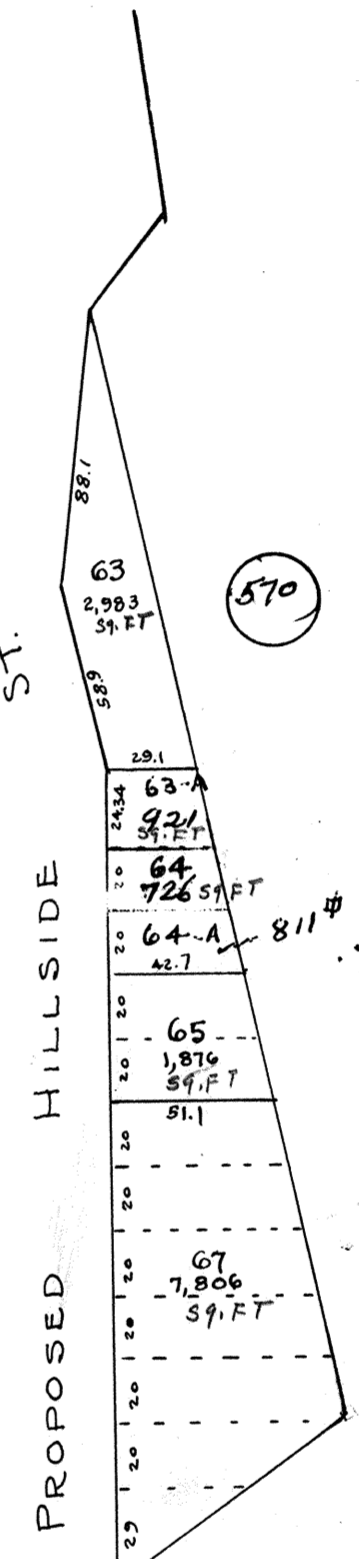 88.1
63
2,983
SQ. FT
570
58.9
ST.
29.1
24.34
63-A
921
SQ. FT
20
64
726 SQ FT
20
64-A
811
42.7
20
65
20
1,876
SQ. FT
51.1
HILLSIDE
20
20
20
67
7,806
SQ. FT
20
20
20
29
PROPOSED